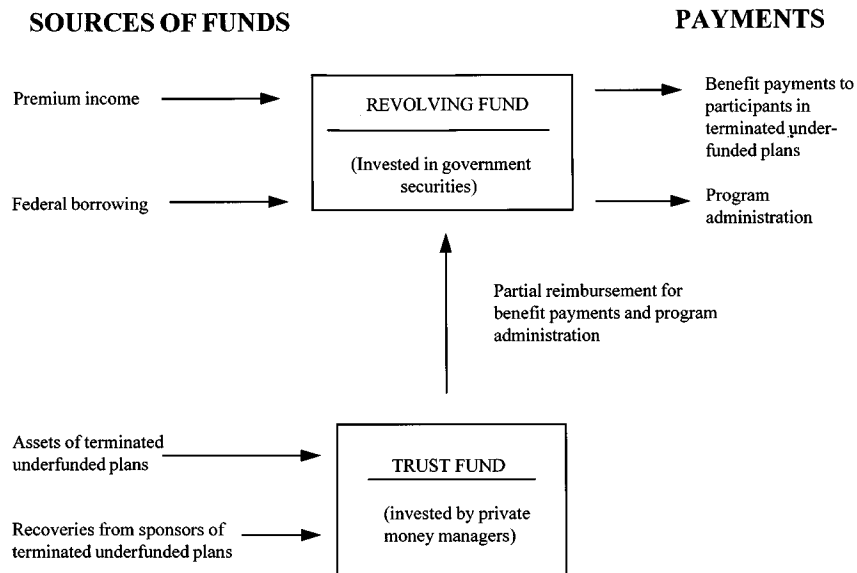 SOURCES OF FUNDS
PAYMENTS
Premium income
REVOLVING FUND
(Invested in government
securities)
Benefit payments to
participants in
terminated under-
funded plans
Federal borrowing
Program
administration
Partial reimbursement for
benefit payments and program
administration
Assets of terminated
underfunded plans
TRUST FUND
(invested by private
money managers)
Recoveries from sponsors of
terminated underfunded plans